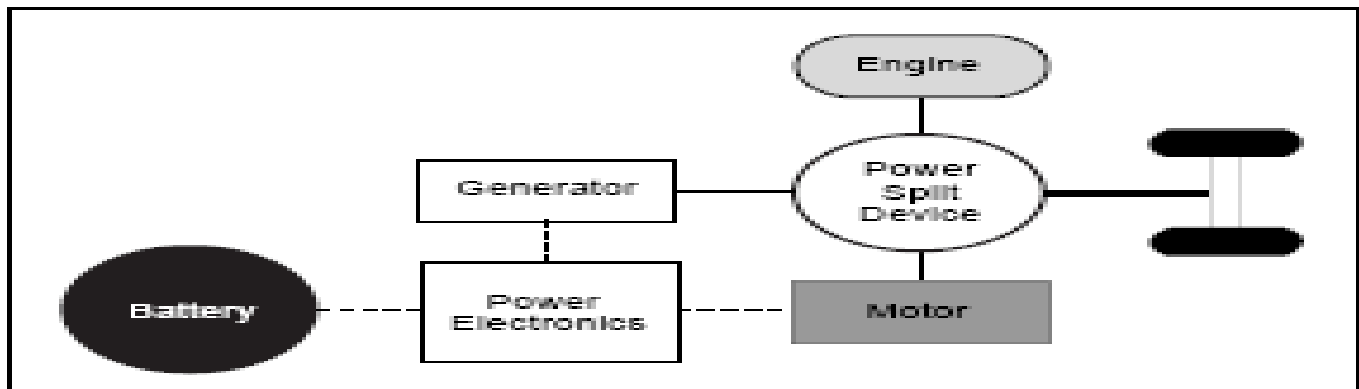 Engine
Power
Split
Device
Generator
Battery
Power
Electronics
Motor